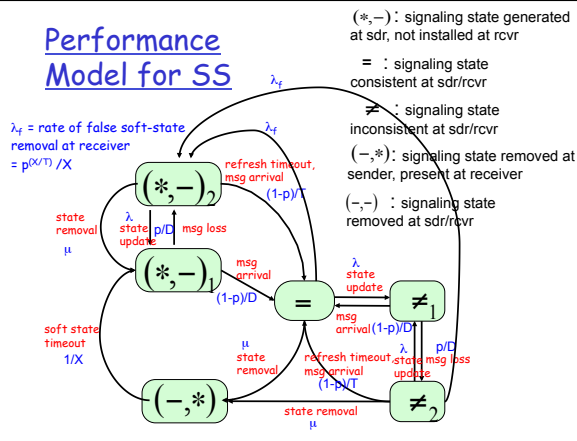 Performance
Model for SS
(*,−) : signaling state generated
at sdr, not installed at rcvr
= : signaling state
consistent at sdr/rcvr
≠ : signaling state
inconsistent at sdr/rcvr
(−,*): signaling state removed at
sender, present at receiver
(−,−) : signaling state
removed at sdr/rcvr
λf = rate of false soft-state
removal at receiver
= p(X/T) /X
λf
λf
(*,−)2
refresh timeout,
msg arrival
(1-p)/T
state
removal
μ
λ
state
update
p/D
msg loss
(*,−)1
msg
arrival
(1-p)/D
=
λ
state
update
≠1
msg
arrival (1-p)/D
soft state
timeout
1/X
μ
state
removal
refresh timeout,
msg arrival
(1-p)/T
λ
state
update
p/D
msg loss
(−,*)
≠2
state removal
μ